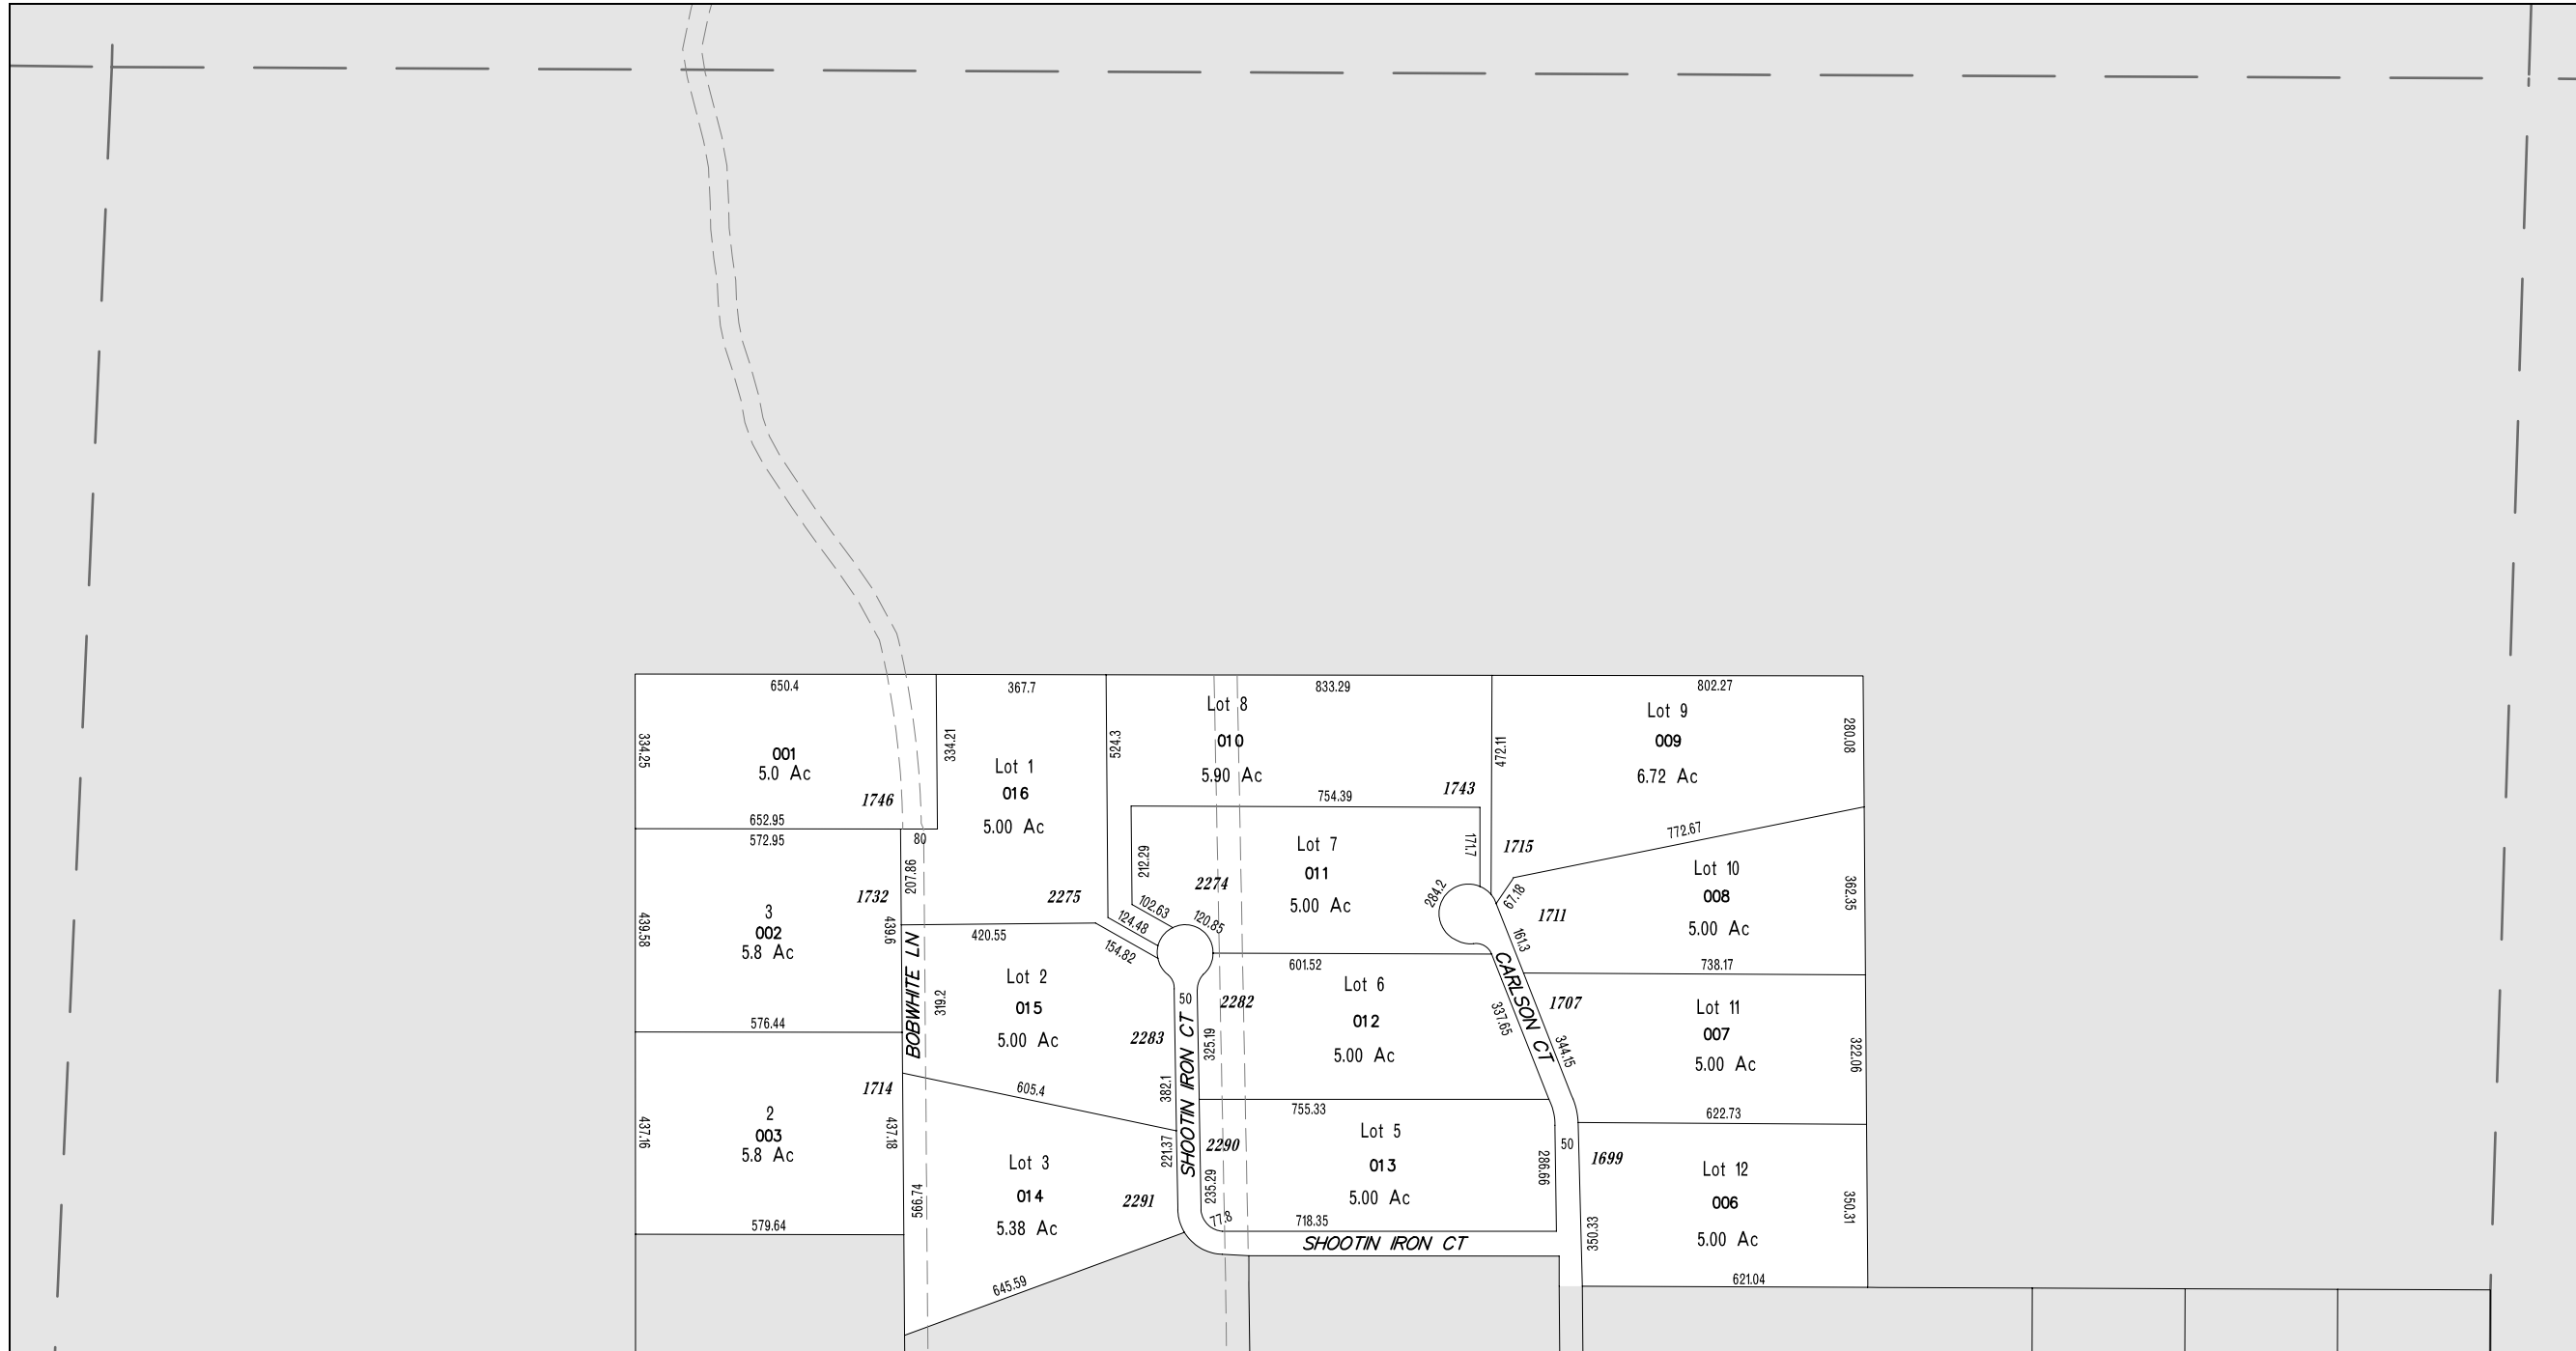 650.4
367.7
833.29
802.27
334.25
001
5.0 Ac
1746
652.95
334.21
Lot 1
016
5.00 Ac
2275
524.3
Lot 8
010
5.90 Ac
1743
754.39
472.11
Lot 9
009
6.72 Ac
280.08
1715
772.67
572.95
80
207.86
1732
439.58
3
002
5.8 Ac
439.6
576.44
212.29
2274
102.63
124.48
154.82
120.85
Lot 7
011
5.00 Ac
171.7
284.2
67.18
1711
161.3
Lot 10
008
5.00 Ac
362.35
738.17
420.55
BOBWHITE LN
319.2
Lot 2
015
5.00 Ac
2283
382.1
605.4
50
SHOOTIN IRON CT
2282
325.19
601.52
Lot 6
012
5.00 Ac
755.33
CARLSON CT
337.65
344.15
1707
Lot 11
007
5.00 Ac
322.06
622.73
1714
437.16
2
003
5.8 Ac
437.18
579.64
566.74
Lot 3
014
5.38 Ac
2291
221.37
645.59
2290
235.29
77.8
Lot 5
013
5.00 Ac
286.66
718.35
SHOOTIN IRON CT
50
1699
350.33
Lot 12
006
5.00 Ac
350.31
621.04